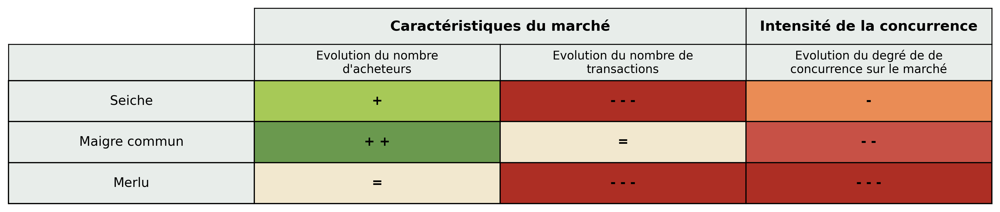 Caractéristiques du marché
Intensité de la concurrence
Evolution du nombre
d'acheteurs
Evolution du nombre de
transactions
Evolution du degré de de
concurrence sur le marché
Seiche
+
- - -
-
Maigre commun
+ +
=
- -
Merlu
=
- - -
- - -